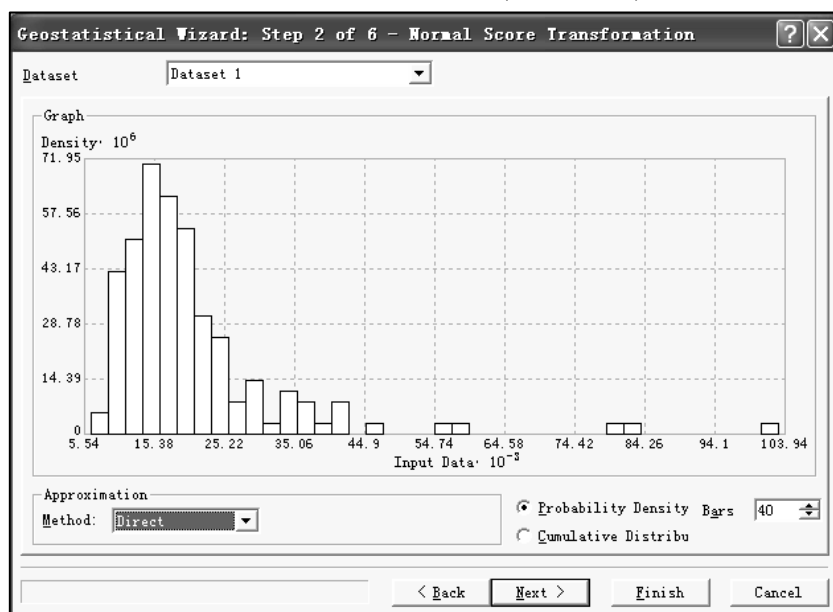 Geostatistical Wizard: Step 2 of 6 - Normal Score Transformation
Dataset Dataset 1
Graph
Density· 10⁶
71.95
57.56
43.17
28.78
14.39
0
5.54 15.38 25.22 35.06 44.9 54.74 64.58 74.42 84.26 94.1 103.94
Input Data· 10⁻³
Approximation
Method: Direct
Probability Density Bars 40
Cumulative Distribu
< Back Next > Finish Cancel